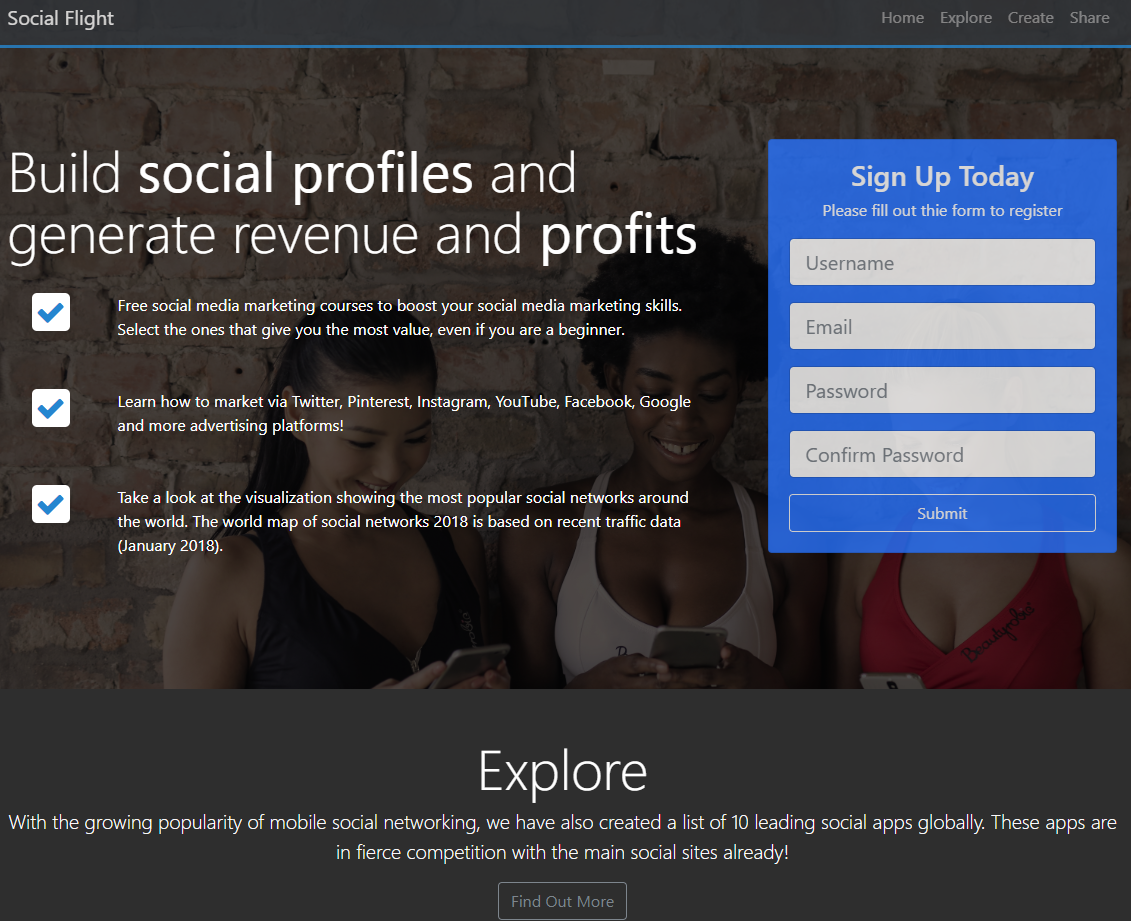 Social Flight
Home Explore Create Share
Build social profiles and
generate revenue and profits
Free social media marketing courses to boost your social media marketing skills.
Select the ones that give you the most value, even if you are a beginner.
Learn how to market via Twitter, Pinterest, Instagram, YouTube, Facebook, Google
and more advertising platforms!
Take a look at the visualization showing the most popular social networks around
the world. The world map of social networks 2018 is based on recent traffic data
(January 2018).
Sign Up Today
Please fill out thie form to register
Username
Email
Password
Confirm Password
Submit
Beautyrobes
Explore
With the growing popularity of mobile social networking, we have also created a list of 10 leading social apps globally. These apps are
in fierce competition with the main social sites already!
Find Out More